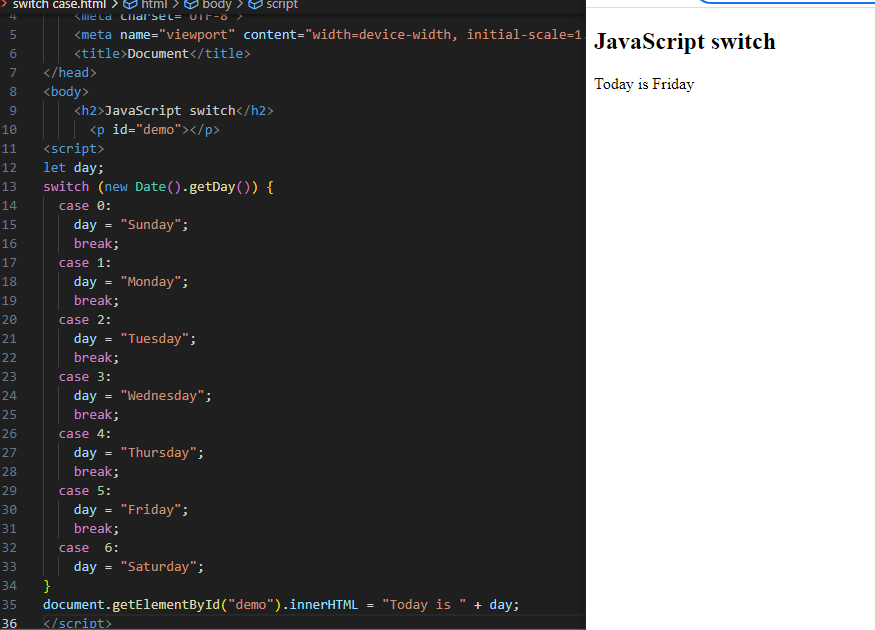 switch case.html > html > body > script
4 <meta charset="UTF-8">
5 <meta name="viewport" content="width=device-width, initial-scale=1.
6 <title>Document</title>
7 </head>
8 <body>
9 <h2>JavaScript switch</h2>
10 <p id="demo"></p>
11 <script>
12 let day;
13 switch (new Date().getDay()) {
14 case 0:
15 day = "Sunday";
16 break;
17 case 1:
18 day = "Monday";
19 break;
20 case 2:
21 day = "Tuesday";
22 break;
23 case 3:
24 day = "Wednesday";
25 break;
26 case 4:
27 day = "Thursday";
28 break;
29 case 5:
30 day = "Friday";
31 break;
32 case  6:
33 day = "Saturday";
34 }
35 document.getElementById("demo").innerHTML = "Today is " + day;
36 </script>
JavaScript switch
Today is Friday